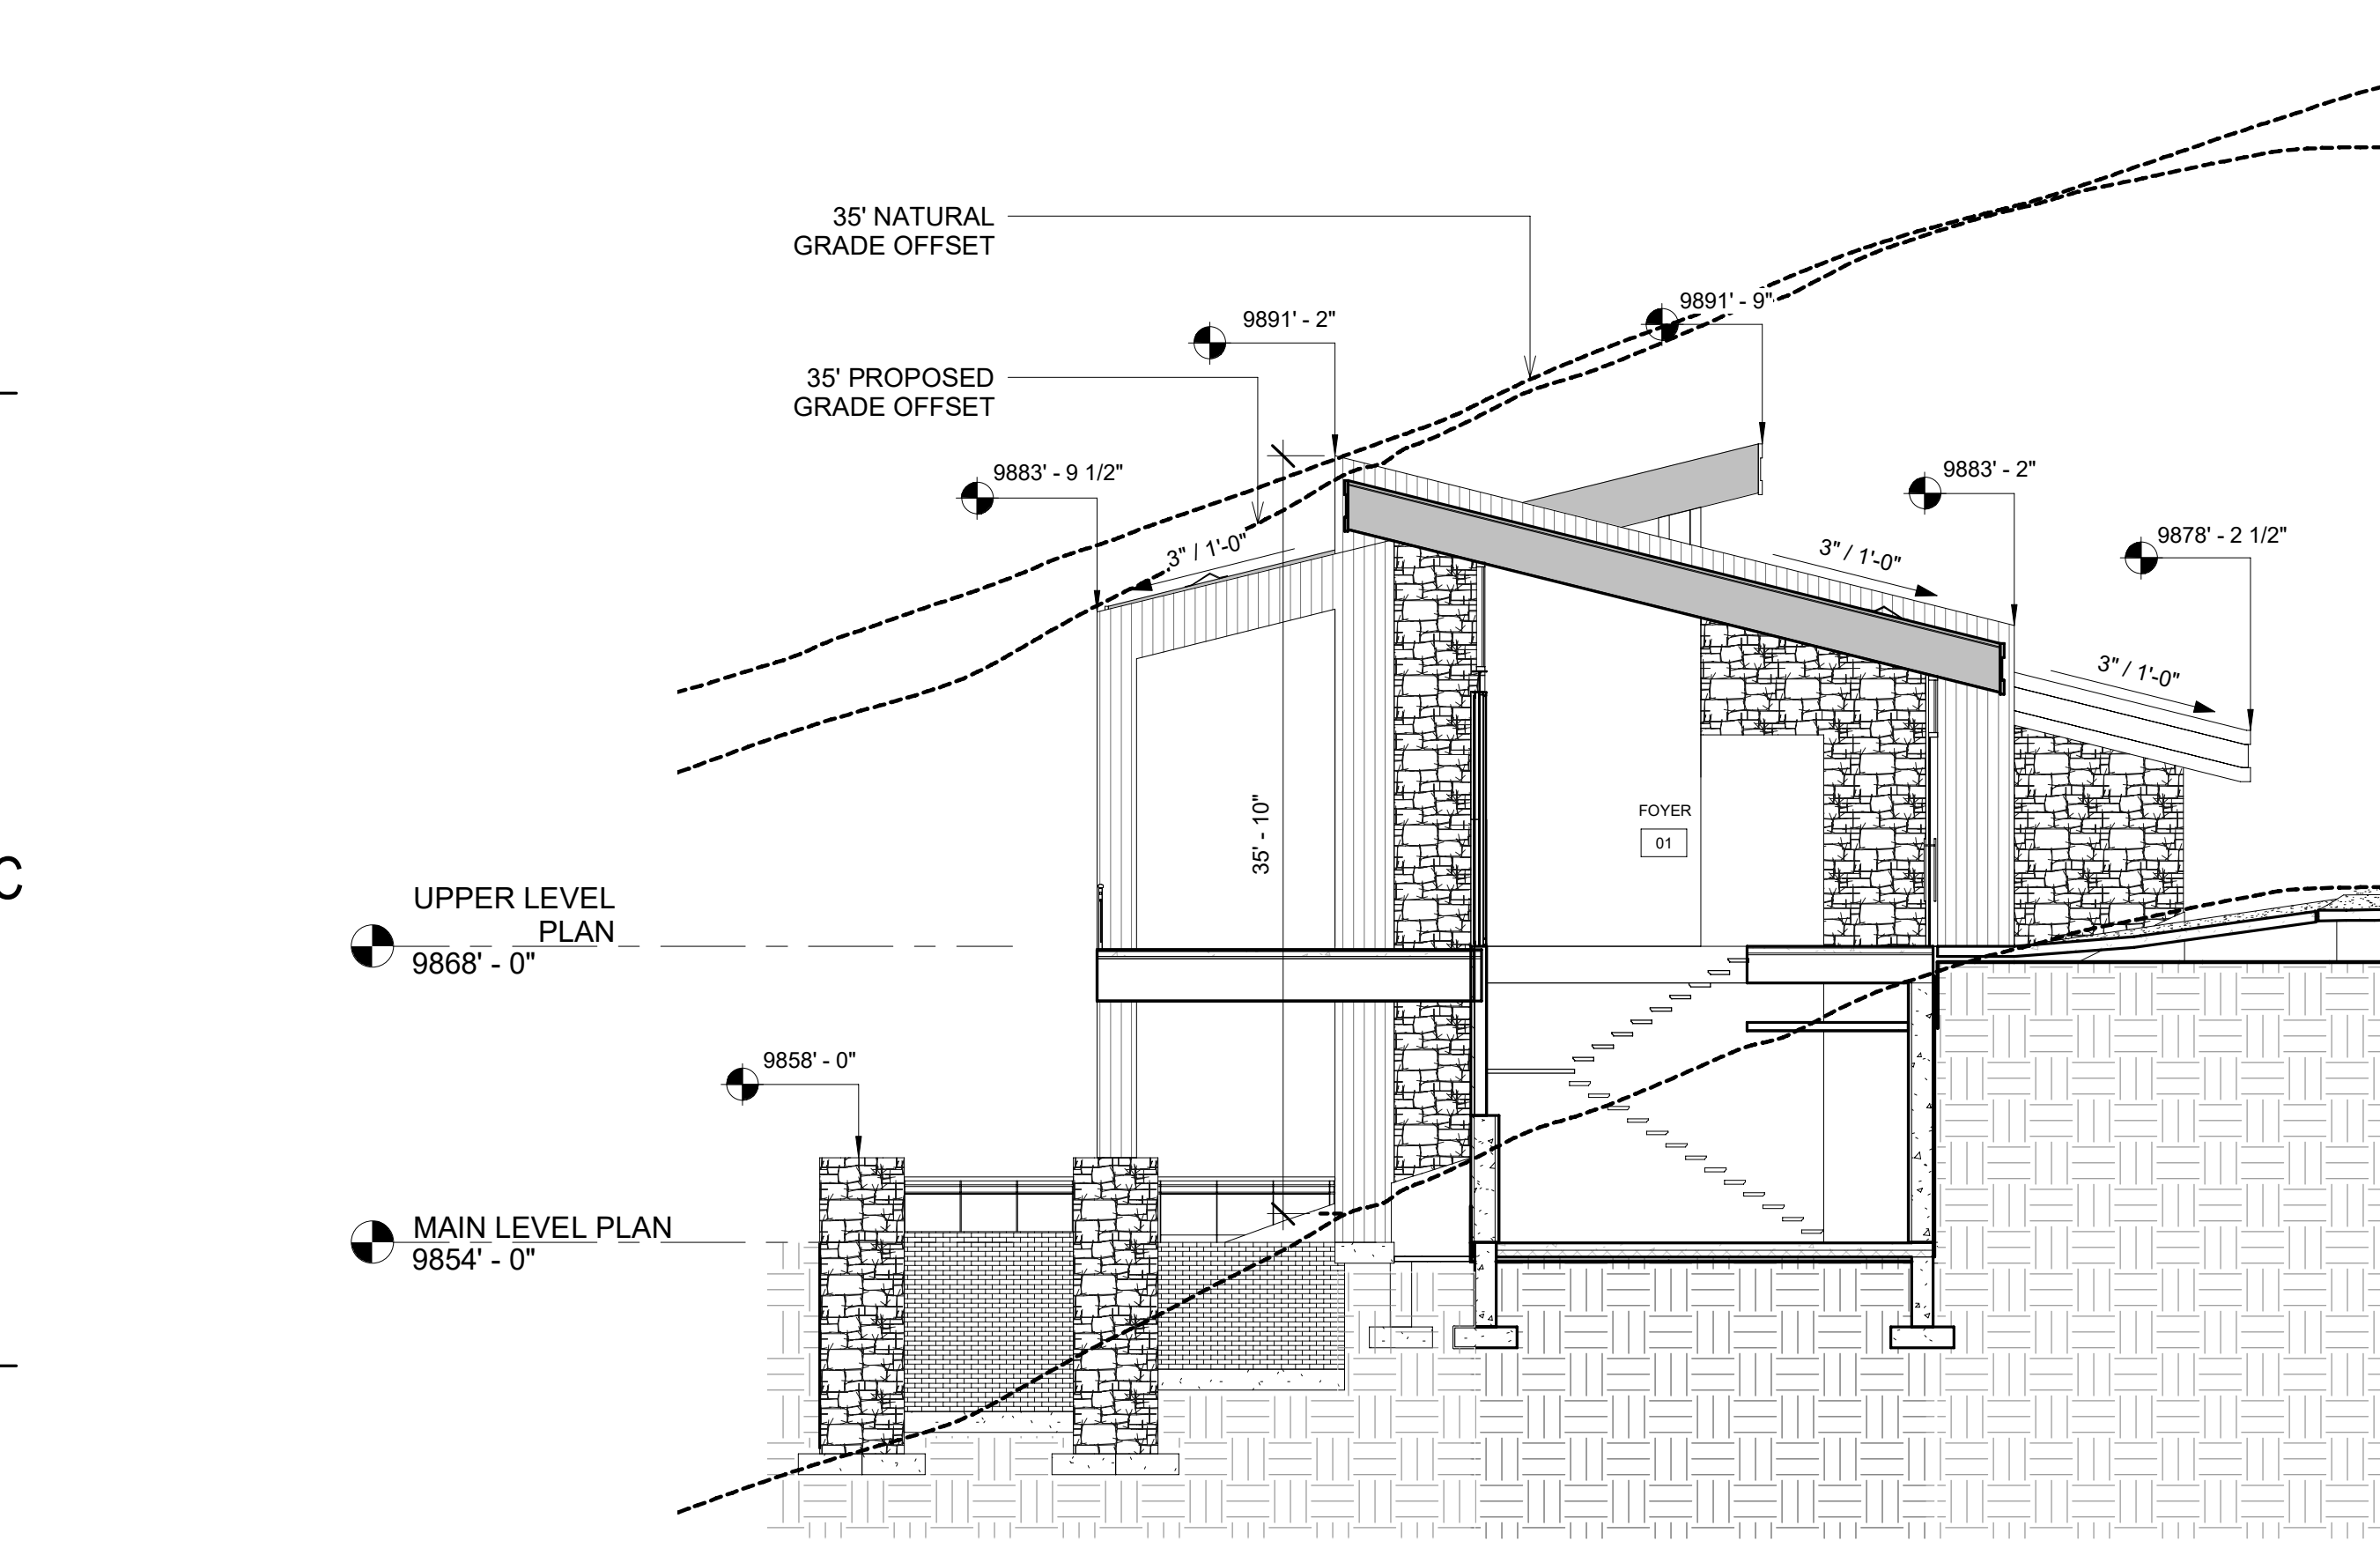 35' NATURAL
GRADE OFFSET
9891' - 9"
9891' - 2"
35' PROPOSED
GRADE OFFSET
9883' - 9 1/2"
9883' - 2"
9878' - 2 1/2"
3" / 1'-0"
3" / 1'-0"
3" / 1'-0"
35' - 10"
FOYER
01
C
UPPER LEVEL
PLAN
9868' - 0"
9858' - 0"
MAIN LEVEL PLAN
9854' - 0"